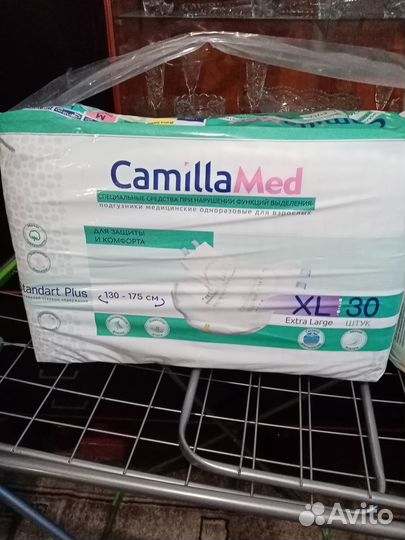 M
CamillaMed
СПЕЦИАЛЬНЫЕ СРЕДСТВА ПРИ НАРУШЕНИИ ФУНКЦИЙ ВЫДЕЛЕНИЯ
подгузники медицинские одноразовые для взрослых
ДЛЯ ЗАЩИТЫ
И КОМФОРТА
tandart Plus
130 - 175 СМ
XL 30
Extra Large ШТУК
Avito